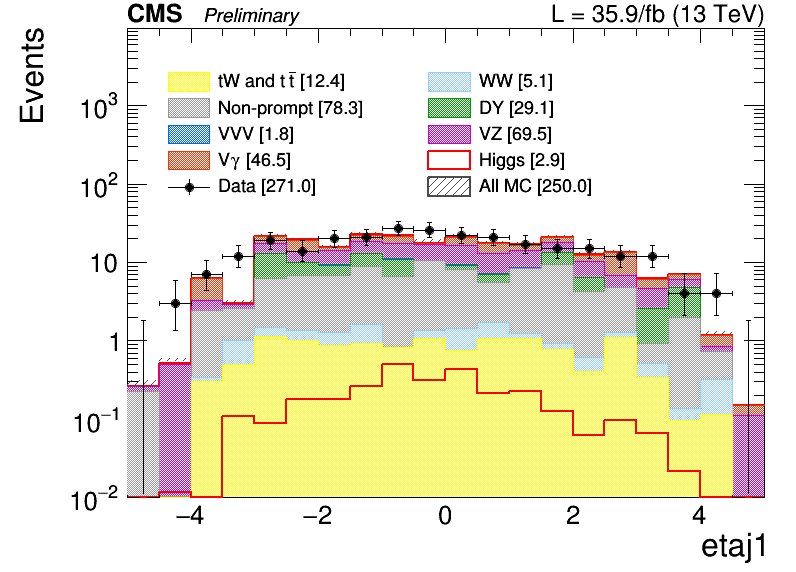 CMS Preliminary L = 35.9/fb (13 TeV)
Events
tW and t t̄ [12.4] WW [5.1]
Non-prompt [78.3] DY [29.1]
VVV [1.8] VZ [69.5]
Vγ [46.5] Higgs [2.9]
Data [271.0] All MC [250.0]
10³
10²
10
1
10⁻¹
10⁻²
−4 −2 0 2 4
etaj1